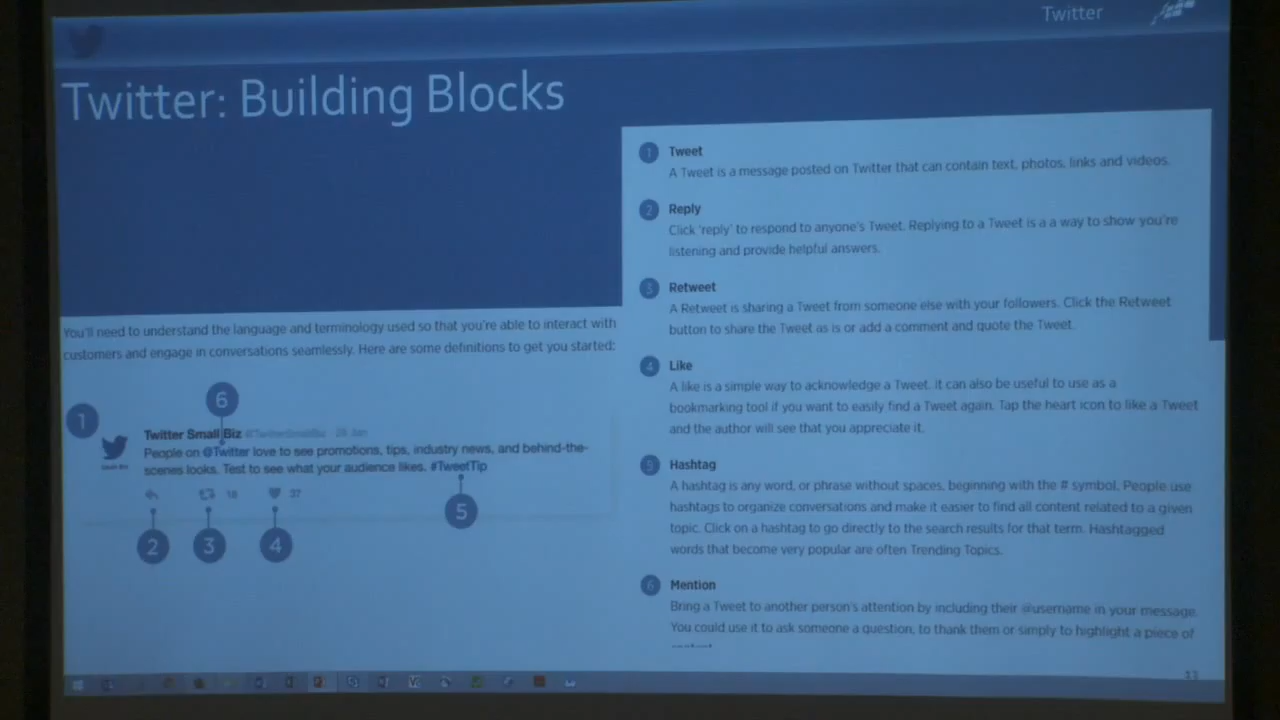 Twitter
Twitter: Building Blocks
You'll need to understand the language and terminology used so that you're able to interact with
customers and engage in conversations seamlessly. Here are some definitions to get you started:
1
6
Twitter Small Biz @TwitterSmallBiz
People on @Twitter love to see promotions, tips, industry news, and behind-the-
scenes looks. Test to see what your audience likes. #TweetTip
18 37
2 3 4 5
1 Tweet
A Tweet is a message posted on Twitter that can contain text, photos, links and videos.
2 Reply
Click 'reply' to respond to anyone's Tweet. Replying to a Tweet is a a way to show you're
listening and provide helpful answers.
3 Retweet
A Retweet is sharing a Tweet from someone else with your followers. Click the Retweet
button to share the Tweet as is or add a comment and quote the Tweet.
4 Like
A like is a simple way to acknowledge a Tweet. It can also be useful to use as a
bookmarking tool if you want to easily find a Tweet again. Tap the heart icon to like a Tweet
and the author will see that you appreciate it.
5 Hashtag
A hashtag is any word, or phrase without spaces, beginning with the # symbol. People use
hashtags to organize conversations and make it easier to find all content related to a given
topic. Click on a hashtag to go directly to the search results for that term. Hashtagged
words that become very popular are often Trending Topics.
6 Mention
Bring a Tweet to another person's attention by including their @username in your message.
You could use it to ask someone a question, to thank them or simply to highlight a piece of